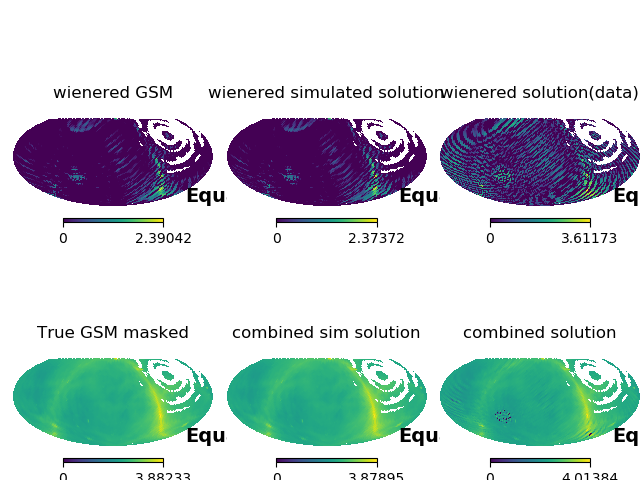 wienered GSM wienered simulated solution wienered solution(data)
Equ Equ Eq
0 2.39042 0 2.37372 0 3.61173
True GSM masked combined sim solution combined solution
Equ Equ Eq
0 3.88233 0 3.87895 0 4.01384